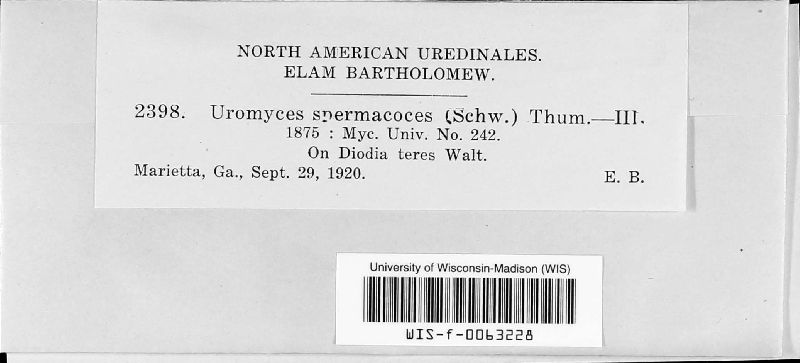 NORTH AMERICAN UREDINALES.
ELAM BARTHOLOMEW.
2398. Uromyces spermacoces (Schw.) Thum.—III.
1875 : Myc. Univ. No. 242.
On Diodia teres Walt.
Marietta, Ga., Sept. 29, 1920. E. B.
University of Wisconsin-Madison (WIS)
WIS-f-0063228